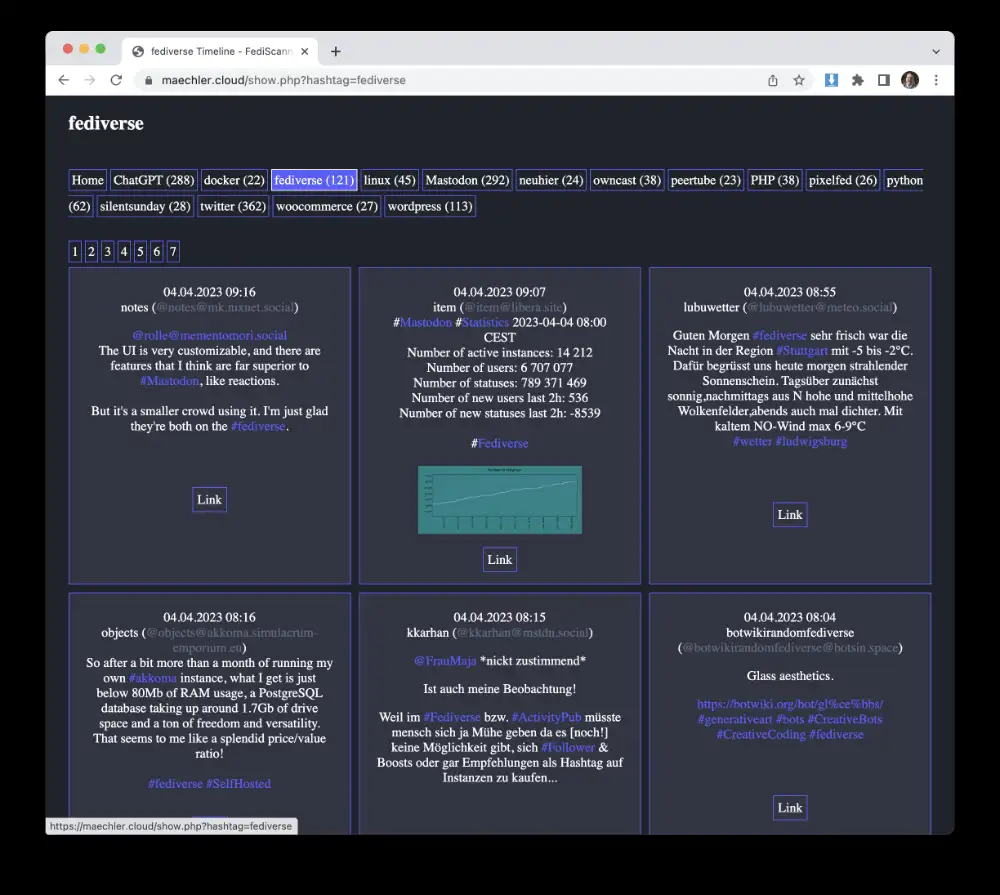 fediverse Timeline - FediScann
maechler.cloud/show.php?hashtag=fediverse
fediverse
Home ChatGPT (288) docker (22) fediverse (121) linux (45) Mastodon (292) neuhier (24) owncast (38) peertube (23) PHP (38) pixelfed (26) python
(62) silentsunday (28) twitter (362) woocommerce (27) wordpress (113)
1 2 3 4 5 6 7
04.04.2023 09:16
notes (@notes@mk.nixnet.social)
@rolle@mementomori.social
The UI is very customizable, and there are
features that I think are far superior to
#Mastodon, like reactions.
But it's a smaller crowd using it. I'm just glad
they're both on the #fediverse.
Link
04.04.2023 09:07
item (@item@libera.site)
#Mastodon #Statistics 2023-04-04 08:00
CEST
Number of active instances: 14 212
Number of users: 6 707 077
Number of statuses: 789 371 469
Number of new users last 2h: 536
Number of new statuses last 2h: -8539
#Fediverse
Link
04.04.2023 08:55
lubuwetter (@lubuwetter@meteo.social)
Guten Morgen #fediverse sehr frisch war die
Nacht in der Region #Stuttgart mit -5 bis -2°C.
Dafür begrüsst uns heute morgen strahlender
Sonnenschein. Tagsüber zunächst
sonnig,nachmittags aus N hohe und mittelhohe
Wolkenfelder,abends auch mal dichter. Mit
kaltem NO-Wind max 6-9°C
#wetter #ludwigsburg
Link
04.04.2023 08:16
objects (@objects@akkoma.simulacrum-
emporium.eu)
So after a bit more than a month of running my
own #akkoma instance, what I get is just
below 80Mb of RAM usage, a PostgreSQL
database taking up around 1.7Gb of drive
space and a ton of freedom and versatility.
That seems to me like a splendid price/value
ratio!
#fediverse #SelfHosted
04.04.2023 08:15
kkarhan (@kkarhan@mstdn.social)
@FrauMaja *nickt zustimmend*
Ist auch meine Beobachtung!
Weil im #Fediverse bzw. #ActivityPub müsste
mensch sich ja Mühe geben da es [noch!]
keine Möglichkeit gibt, sich #Follower &
Boosts oder gar Empfehlungen als Hashtag auf
Instanzen zu kaufen...
04.04.2023 08:04
botwikirandomfediverse
(@botwikirandomfediverse@botsin.space)
Glass aesthetics.
https://botwiki.org/bot/gl%ce%bbs/
#generativeart #bots #CreativeBots
#CreativeCoding #fediverse
Link
https://maechler.cloud/show.php?hashtag=fediverse